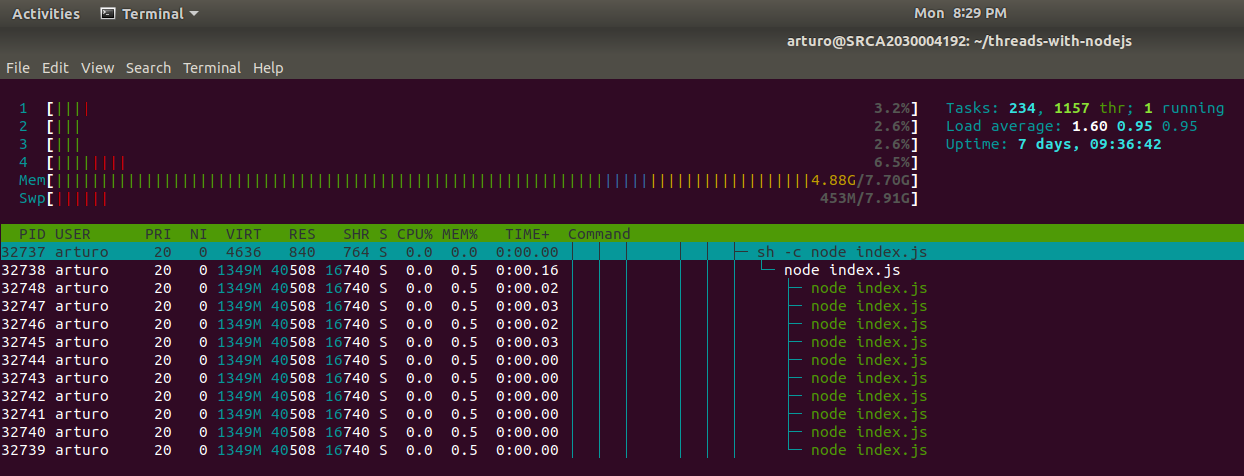 Activities Terminal Mon 8:29 PM
arturo@SRCA2030004192: ~/threads-with-nodejs
File Edit View Search Terminal Help
1 [|||| 3.2%] Tasks: 234, 1157 thr; 1 running
2 [||| 2.6%] Load average: 1.60 0.95 0.95
3 [||| 2.6%] Uptime: 7 days, 09:36:42
4 [|||||||| 6.5%]
Mem[||||||||||||||||||||||||||||||||||||||||||||||||||||||||||||||||||||||||||||||||||||4.88G/7.70G]
Swp[|||||| 453M/7.91G]
PID USER PRI NI VIRT RES SHR S CPU% MEM% TIME+ Command
32737 arturo 20 0 4636 840 764 S 0.0 0.0 0:00.00 │ │ │ │ │ │ ├─ sh -c node index.js
32738 arturo 20 0 1349M 40508 16740 S 0.0 0.5 0:00.16 │ │ │ │ │ │ │ └─ node index.js
32748 arturo 20 0 1349M 40508 16740 S 0.0 0.5 0:00.02 │ │ │ │ │ │ │ ├─ node index.js
32747 arturo 20 0 1349M 40508 16740 S 0.0 0.5 0:00.03 │ │ │ │ │ │ │ ├─ node index.js
32746 arturo 20 0 1349M 40508 16740 S 0.0 0.5 0:00.02 │ │ │ │ │ │ │ ├─ node index.js
32745 arturo 20 0 1349M 40508 16740 S 0.0 0.5 0:00.03 │ │ │ │ │ │ │ ├─ node index.js
32744 arturo 20 0 1349M 40508 16740 S 0.0 0.5 0:00.00 │ │ │ │ │ │ │ ├─ node index.js
32743 arturo 20 0 1349M 40508 16740 S 0.0 0.5 0:00.00 │ │ │ │ │ │ │ ├─ node index.js
32742 arturo 20 0 1349M 40508 16740 S 0.0 0.5 0:00.00 │ │ │ │ │ │ │ ├─ node index.js
32741 arturo 20 0 1349M 40508 16740 S 0.0 0.5 0:00.00 │ │ │ │ │ │ │ ├─ node index.js
32740 arturo 20 0 1349M 40508 16740 S 0.0 0.5 0:00.00 │ │ │ │ │ │ │ ├─ node index.js
32739 arturo 20 0 1349M 40508 16740 S 0.0 0.5 0:00.00 │ │ │ │ │ │ │ └─ node index.js